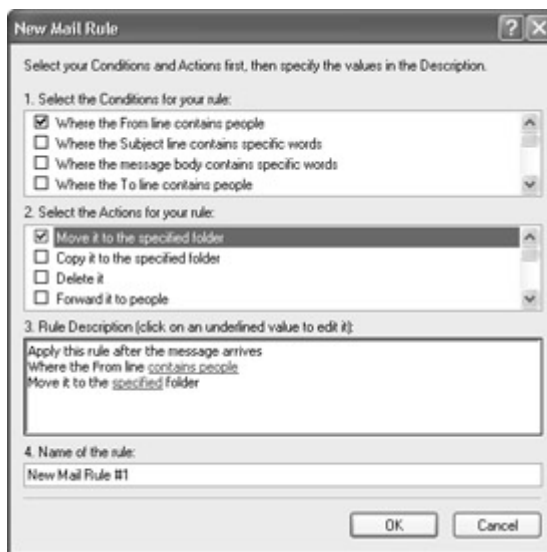 New Mail Rule
Select your Conditions and Actions first, then specify the values in the Description.
1. Select the Conditions for your rule:
Where the From line contains people
Where the Subject line contains specific words
Where the message body contains specific words
Where the To line contains people
2. Select the Actions for your rule:
Move it to the specified folder
Copy it to the specified folder
Delete it
Forward it to people
3. Rule Description (click on an underlined value to edit it):
Apply this rule after the message arrives
Where the From line contains people
Move it to the specified folder
4. Name of the rule:
New Mail Rule #1
OK Cancel